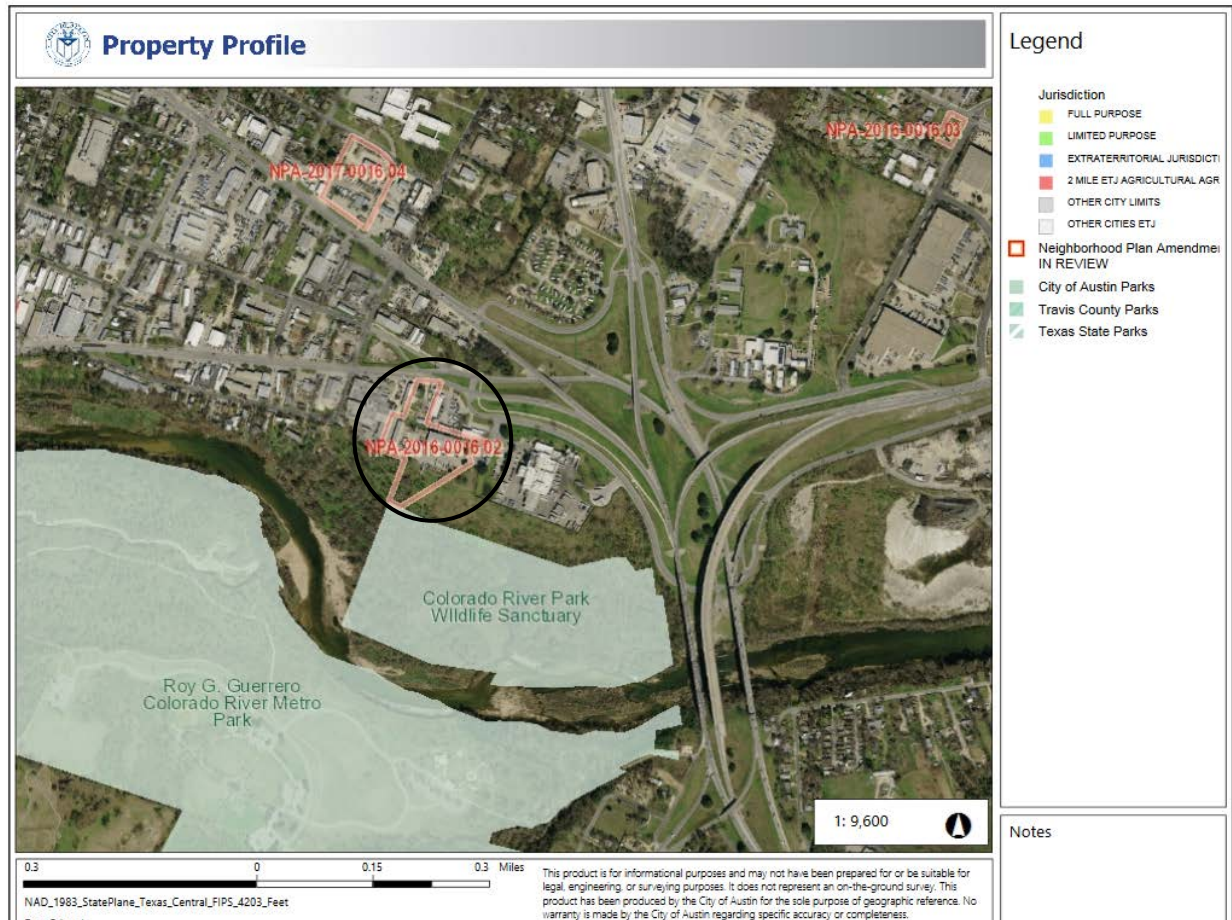 Property Profile
NPA-2017-0016.04
NPA-2016-0016.03
NPA-2016-0016.02
Colorado River Park
Wildlife Sanctuary
Roy G. Guerrero
Colorado River Metro
Park
1: 9,600
Legend
Jurisdiction
FULL PURPOSE
LIMITED PURPOSE
EXTRATERRITORIAL JURISDICTI
2 MILE ETJ AGRICULTURAL AGR
OTHER CITY LIMITS
OTHER CITIES ETJ
Neighborhood Plan Amendme
IN REVIEW
City of Austin Parks
Travis County Parks
Texas State Parks
Notes
0.3 0 0.15 0.3 Miles
NAD_1983_StatePlane_Texas_Central_FIPS_4203_Feet
This product is for informational purposes and may not have been prepared for or be suitable for
legal, engineering, or surveying purposes. It does not represent an on-the-ground survey. This
product has been produced by the City of Austin for the sole purpose of geographic reference. No
warranty is made by the City of Austin regarding specific accuracy or completeness.